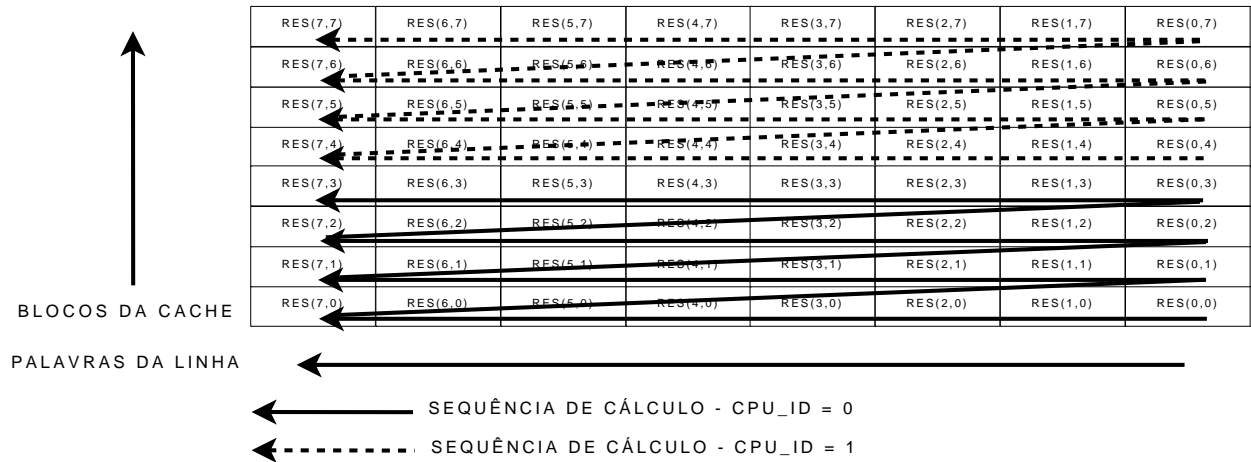 RES(7,7) RES(6,7) RES(5,7) RES(4,7) RES(3,7) RES(2,7) RES(1,7) RES(0,7)
RES(7,6) RES(6,6) RES(5,6) RES(4,6) RES(3,6) RES(2,6) RES(1,6) RES(0,6)
RES(7,5) RES(6,5) RES(5,5) RES(4,5) RES(3,5) RES(2,5) RES(1,5) RES(0,5)
RES(7,4) RES(6,4) RES(5,4) RES(4,4) RES(3,4) RES(2,4) RES(1,4) RES(0,4)
RES(7,3) RES(6,3) RES(5,3) RES(4,3) RES(3,3) RES(2,3) RES(1,3) RES(0,3)
RES(7,2) RES(6,2) RES(5,2) RES(4,2) RES(3,2) RES(2,2) RES(1,2) RES(0,2)
RES(7,1) RES(6,1) RES(5,1) RES(4,1) RES(3,1) RES(2,1) RES(1,1) RES(0,1)
RES(7,0) RES(6,0) RES(5,0) RES(4,0) RES(3,0) RES(2,0) RES(1,0) RES(0,0)
BLOCOS DA CACHE
PALAVRAS DA LINHA
SEQUÊNCIA DE CÁLCULO - CPU_ID = 0
SEQUÊNCIA DE CÁLCULO - CPU_ID = 1